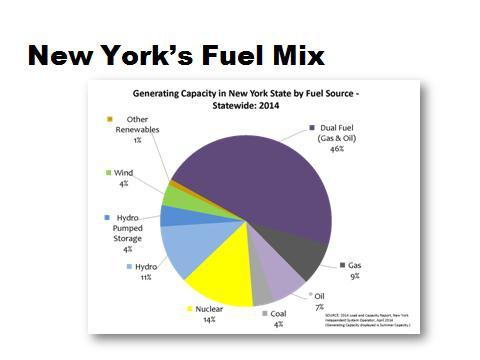 New York's Fuel Mix
Generating Capacity in New York State by Fuel Source -
Statewide: 2014
Other
Renewables
1%
Dual Fuel
(Gas & Oil)
46%
Wind
4%
Hydro
Pumped
Storage
4%
Hydro
11%
Nuclear
14%
Coal
4%
Oil
7%
Gas
9%
SOURCE: 2014 Load and Capacity Report, New York
Independent System Operator, April 2014
(Generating Capacity displayed is Summer Capacity.)